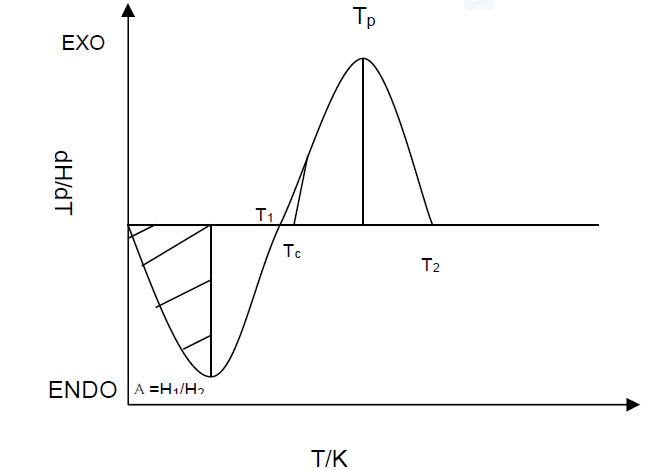 Tp
EXO
dH/dT
T1
Tc
T2
ENDO
A =H1/H2
T/K